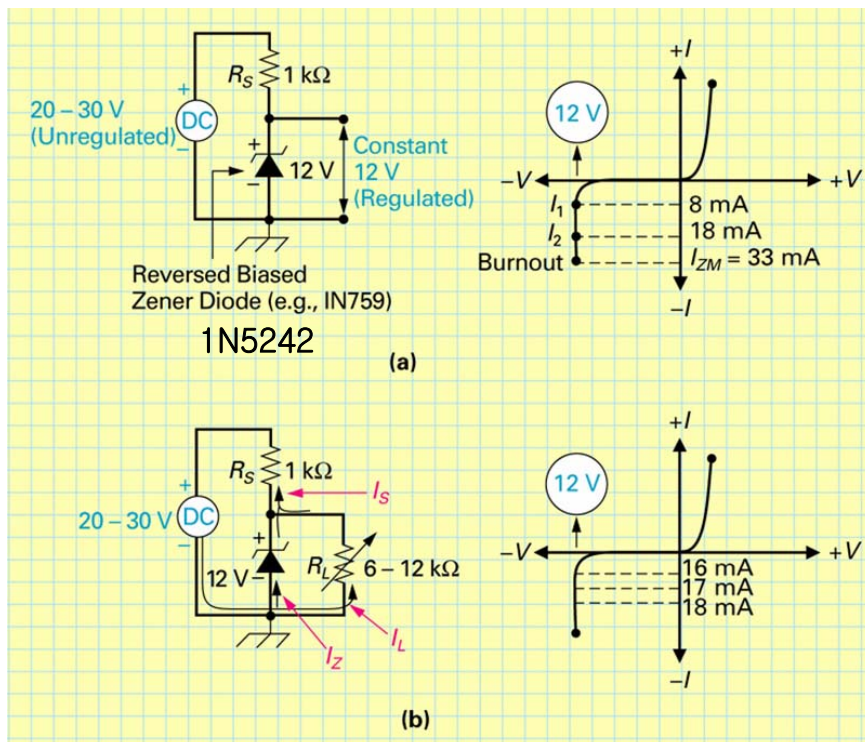 R_S 1 kΩ
20 – 30 V
(Unregulated)
+
DC
–
+
12 V
–
Constant
12 V
(Regulated)
Reversed Biased
Zener Diode (e.g., IN759)
1N5242
+I
12 V
–V
+V
I_1
8 mA
I_2
18 mA
Burnout
I_ZM = 33 mA
–I
(a)
R_S 1 kΩ
I_S
20 – 30 V
+
DC
–
+
12 V
–
R_L
6 – 12 kΩ
I_Z
I_L
+I
12 V
–V
+V
16 mA
17 mA
18 mA
–I
(b)